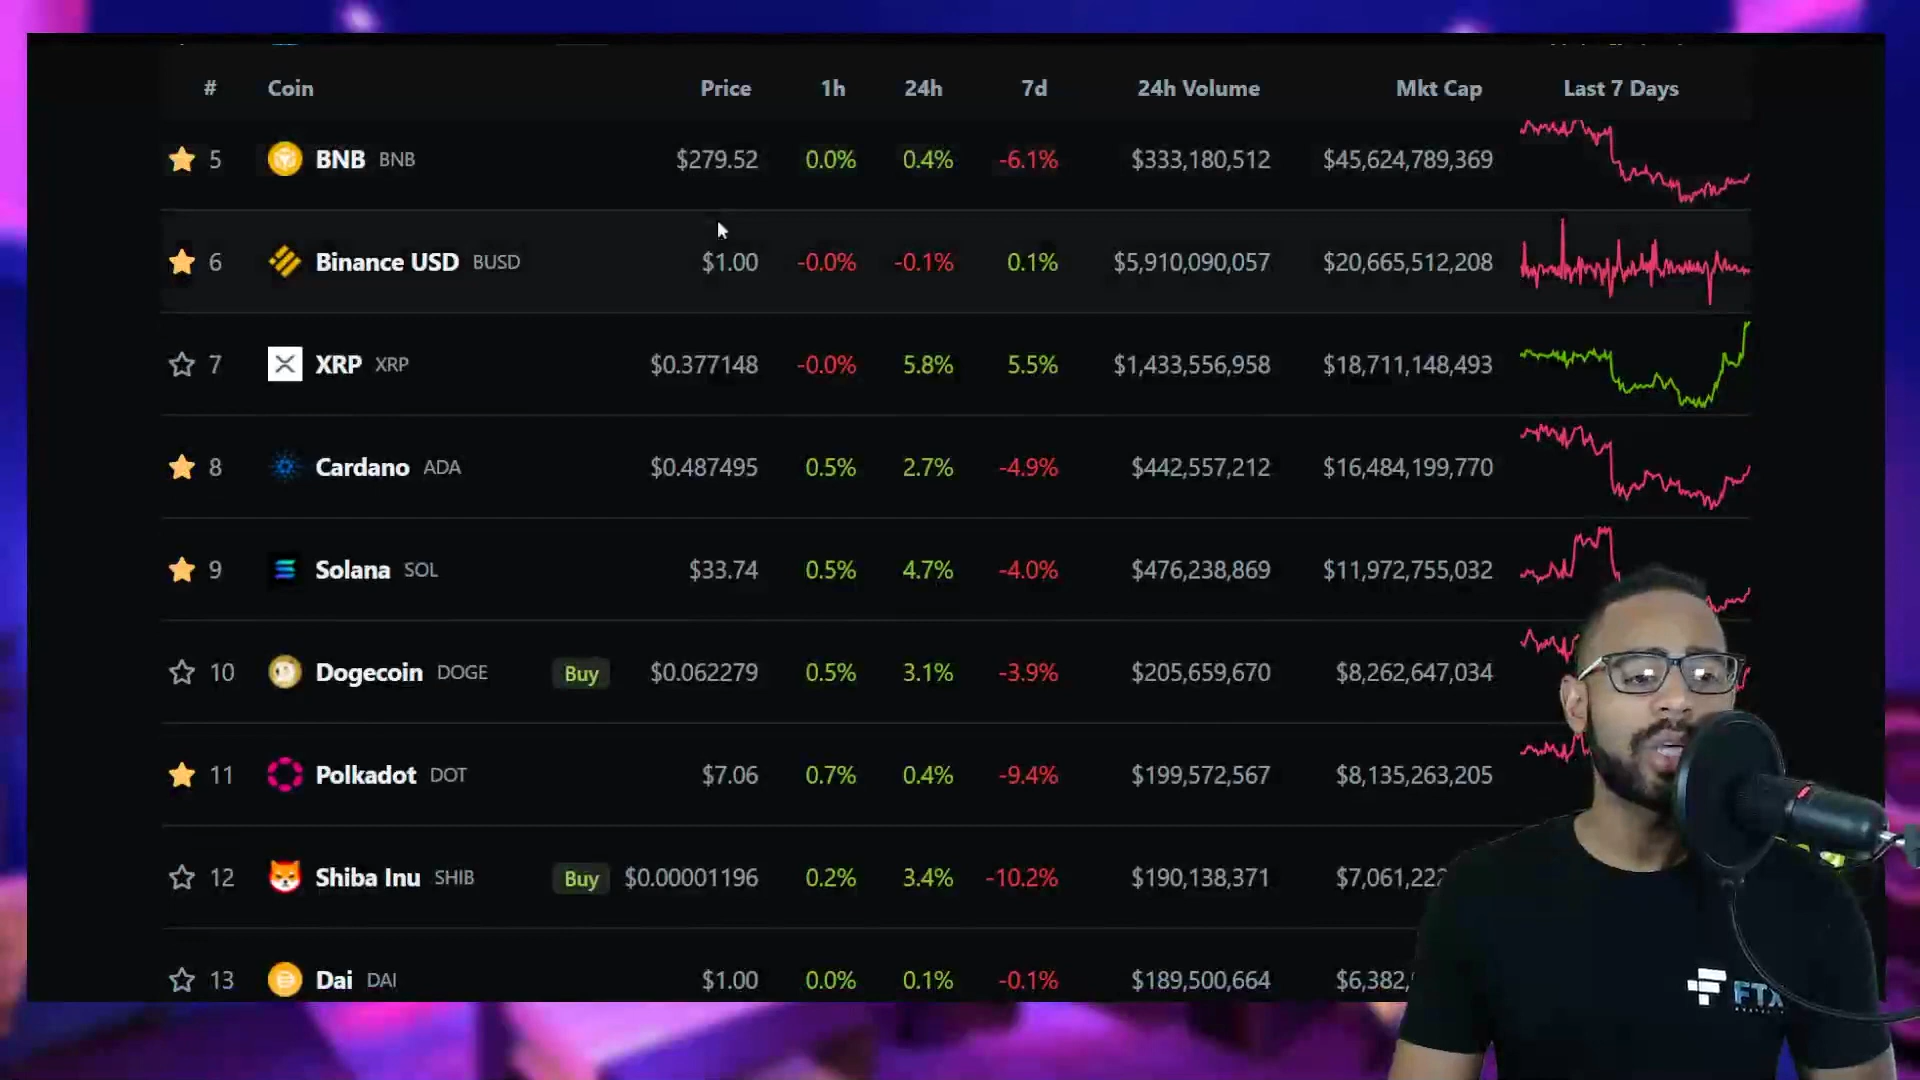 # Coin Price 1h 24h 7d 24h Volume Mkt Cap Last 7 Days
5 BNB BNB $279.52 0.0% 0.4% -6.1% $333,180,512 $45,624,789,369
6 Binance USD BUSD $1.00 -0.0% -0.1% 0.1% $5,910,090,057 $20,665,512,208
7 XRP XRP $0.377148 -0.0% 5.8% 5.5% $1,433,556,958 $18,711,148,493
8 Cardano ADA $0.487495 0.5% 2.7% -4.9% $442,557,212 $16,484,199,770
9 Solana SOL $33.74 0.5% 4.7% -4.0% $476,238,869 $11,972,755,032
10 Dogecoin DOGE Buy $0.062279 0.5% 3.1% -3.9% $205,659,670 $8,262,647,034
11 Polkadot DOT $7.06 0.7% 0.4% -9.4% $199,572,567 $8,135,263,205
12 Shiba Inu SHIB Buy $0.00001196 0.2% 3.4% -10.2% $190,138,371 $7,061,222
13 Dai DAI $1.00 0.0% 0.1% -0.1% $189,500,664 $6,382,
FTX